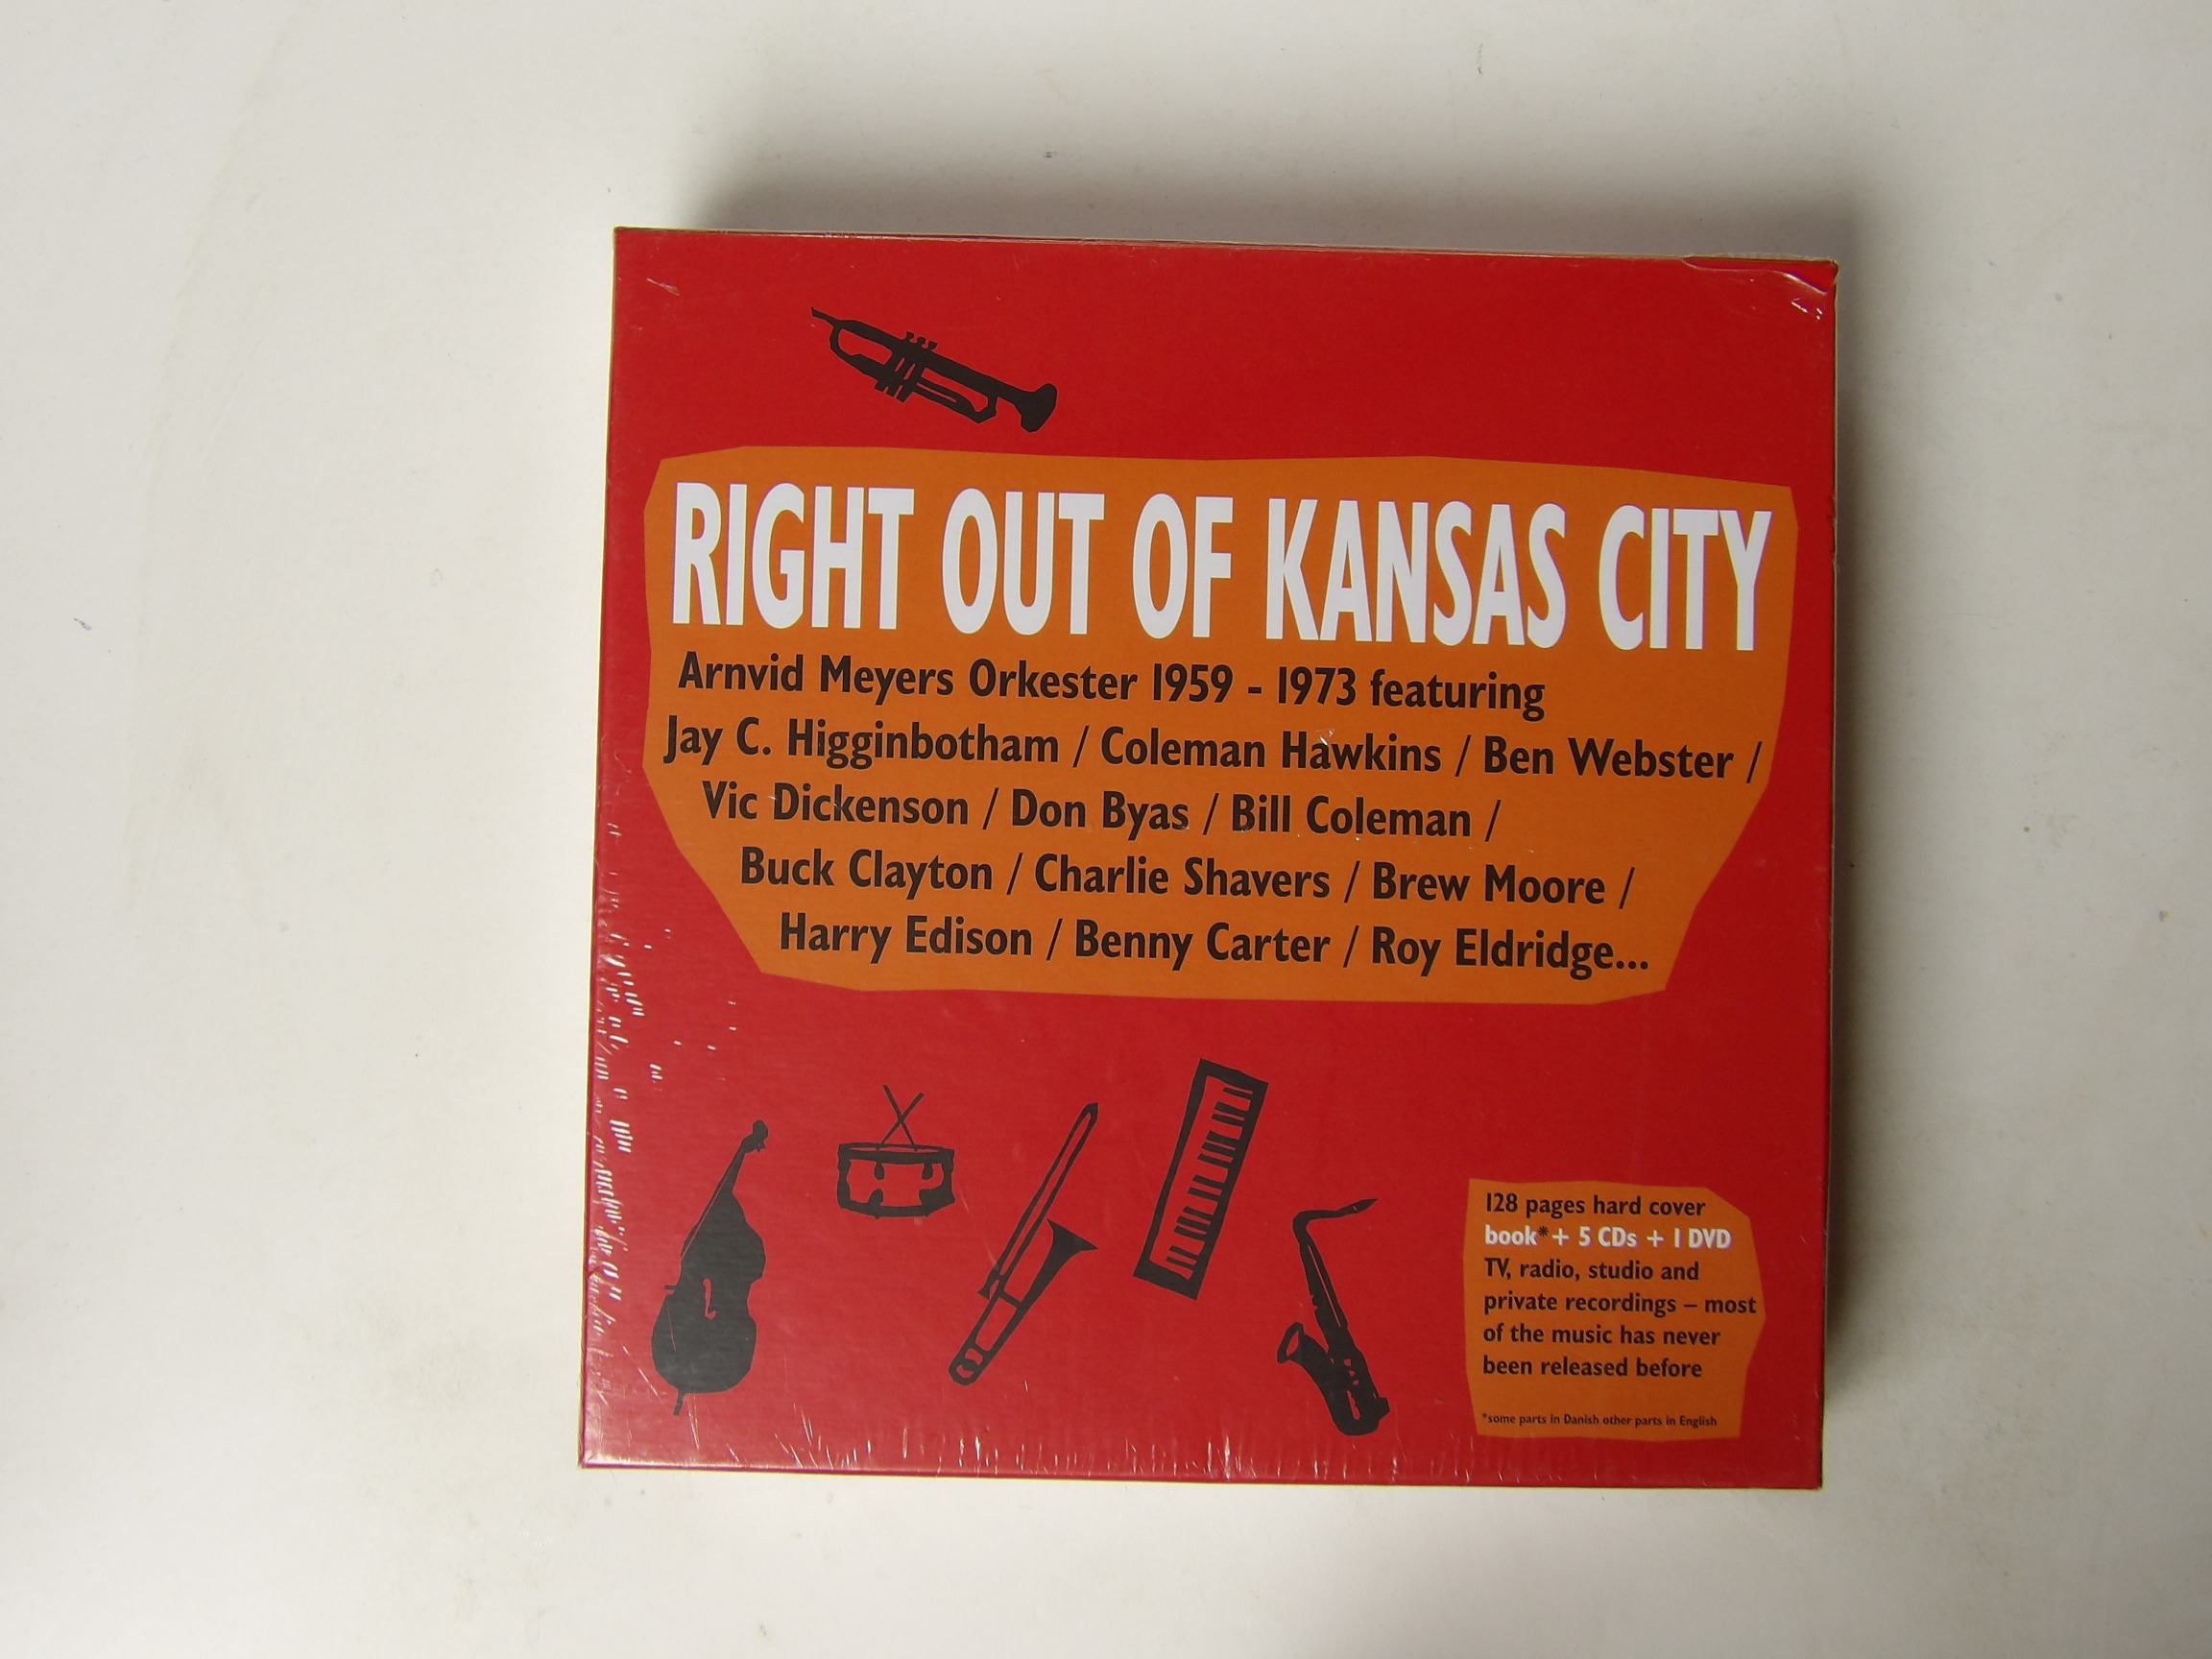 RIGHT OUT OF KANSAS CITY
Arnvid Meyers Orkester 1959 - 1973 featuring
Jay C. Higginbotham / Coleman Hawkins / Ben Webster /
Vic Dickenson / Don Byas / Bill Coleman /
Buck Clayton / Charlie Shavers / Brew Moore /
Harry Edison / Benny Carter / Roy Eldridge...
128 pages hard cover
book* + 5 CDs + 1 DVD
TV, radio, studio and
private recordings – most
of the music has never
been released before
*some parts in Danish other parts in English